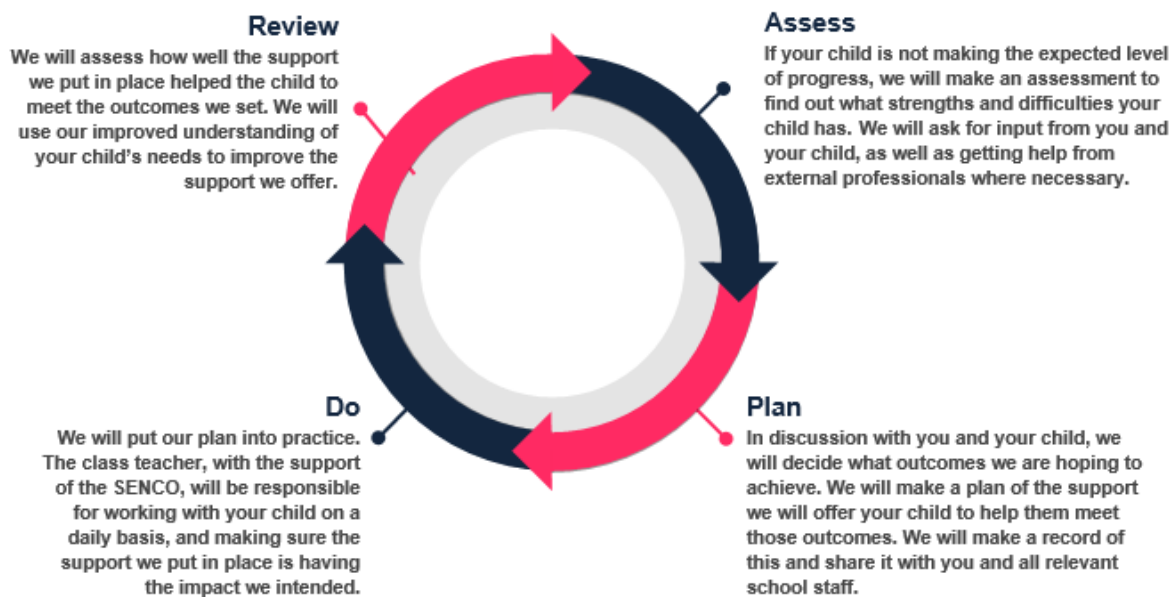 Review
We will assess how well the support
we put in place helped the child to
meet the outcomes we set. We will
use our improved understanding of
your child’s needs to improve the
support we offer.
Assess
If your child is not making the expected level
of progress, we will make an assessment to
find out what strengths and difficulties your
child has. We will ask for input from you and
your child, as well as getting help from
external professionals where necessary.
Do
We will put our plan into practice.
The class teacher, with the support
of the SENCO, will be responsible
for working with your child on a
daily basis, and making sure the
support we put in place is having
the impact we intended.
Plan
In discussion with you and your child, we
will decide what outcomes we are hoping to
achieve. We will make a plan of the support
we will offer your child to help them meet
those outcomes. We will make a record of
this and share it with you and all relevant
school staff.